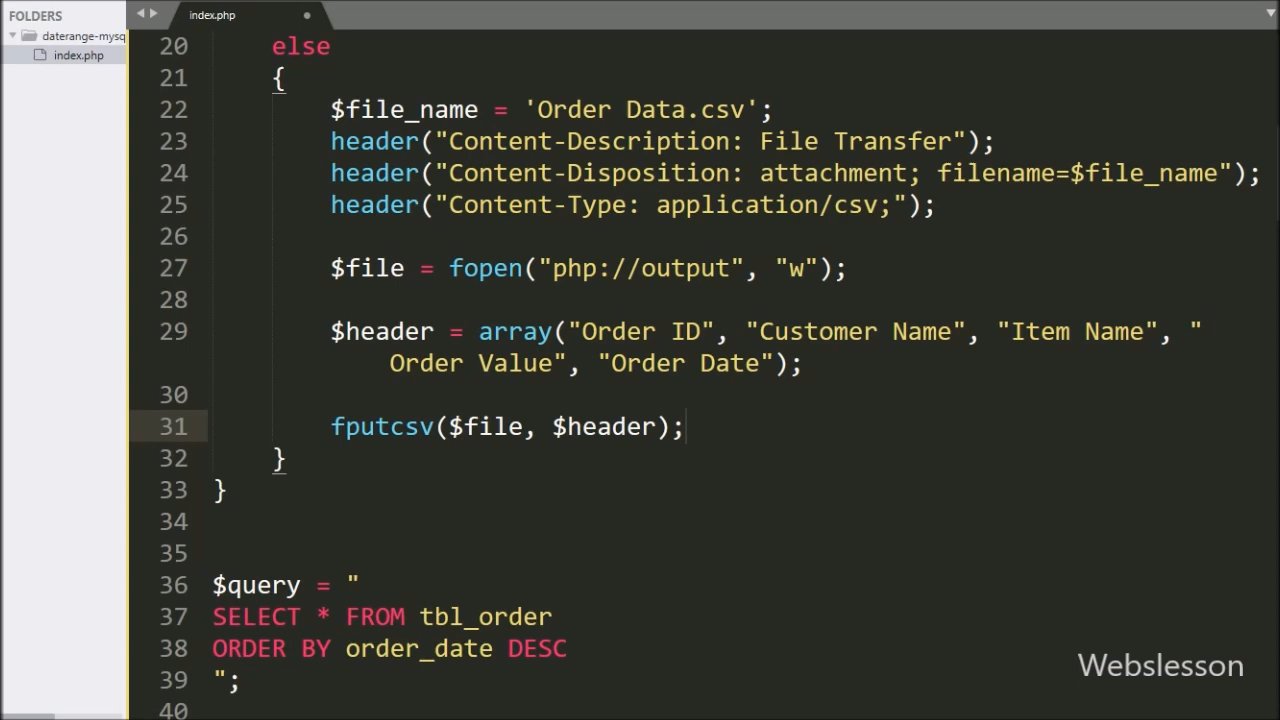 FOLDERS
daterange-mysq
index.php
index.php
20 else
21 {
22 $file_name = 'Order Data.csv';
23 header("Content-Description: File Transfer");
24 header("Content-Disposition: attachment; filename=$file_name");
25 header("Content-Type: application/csv;");
26
27 $file = fopen("php://output", "w");
28
29 $header = array("Order ID", "Customer Name", "Item Name", "
Order Value", "Order Date");
30
31 fputcsv($file, $header);
32 }
33 }
34
35
36 $query = "
37 SELECT * FROM tbl_order
38 ORDER BY order_date DESC
39 ";
40
Webslesson